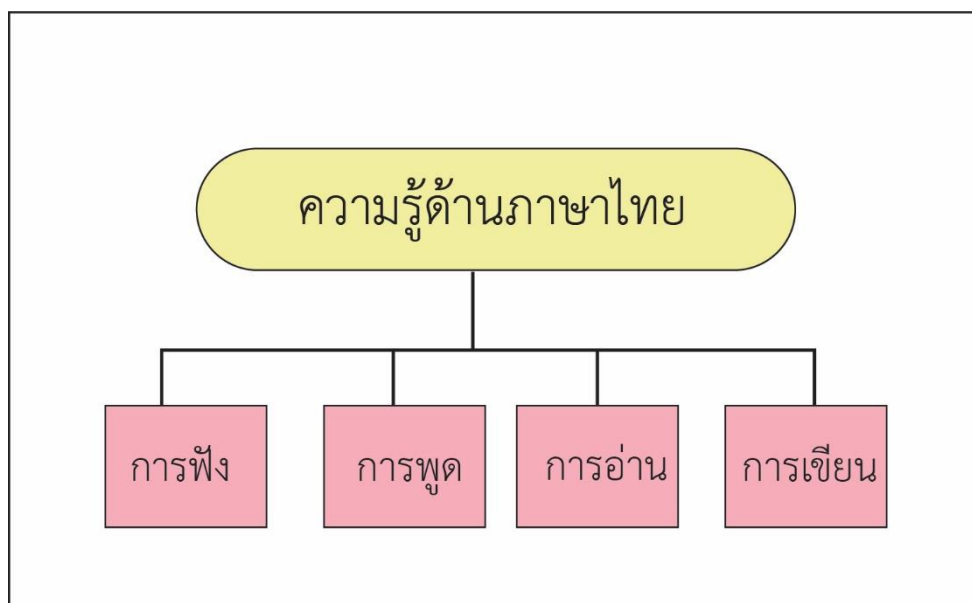 ความรู้ด้านภาษาไทย
การฟัง
การพูด
การอ่าน
การเขียน